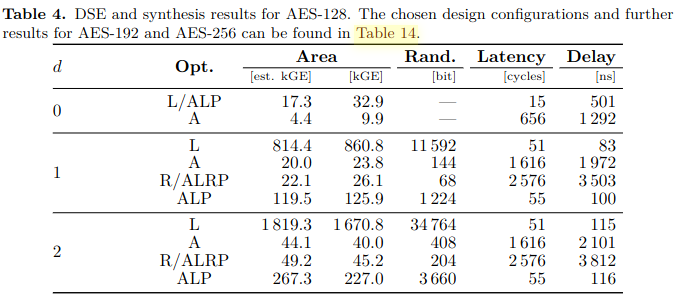 Table 4. DSE and synthesis results for AES-128. The chosen design configurations and further
results for AES-192 and AES-256 can be found in Table 14.
d Opt. Area Rand. Latency Delay
[est. kGE] [kGE] [bit] [cycles] [ns]
0 L/ALP 17.3 32.9 — 15 501
A 4.4 9.9 — 656 1 292
1 L 814.4 860.8 11 592 51 83
A 20.0 23.8 144 1 616 1 972
R/ALRP 22.1 26.1 68 2 576 3 503
ALP 119.5 125.9 1 224 55 100
2 L 1 819.3 1 670.8 34 764 51 115
A 44.1 40.0 408 1 616 2 101
R/ALRP 49.2 45.2 204 2 576 3 812
ALP 267.3 227.0 3 660 55 116